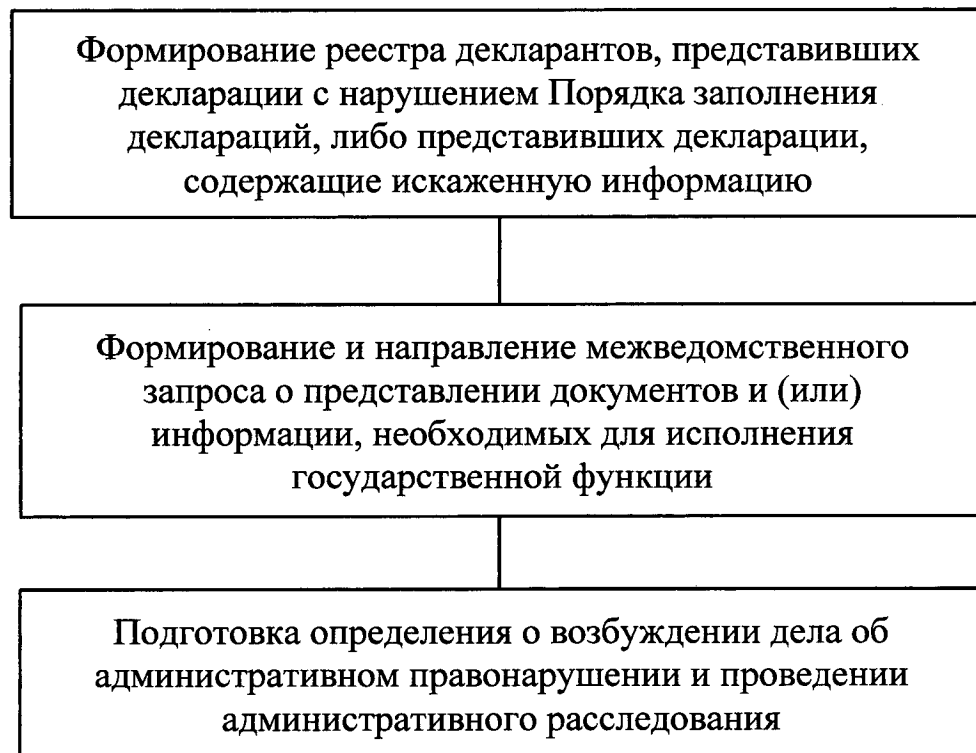 Формирование реестра декларантов, представивших
декларации с нарушением Порядка заполнения
деклараций, либо представивших декларации,
содержащие искаженную информацию
Формирование и направление межведомственного
запроса о представлении документов и (или)
информации, необходимых для исполнения
государственной функции
Подготовка определения о возбуждении дела об
административном правонарушении и проведении
административного расследования